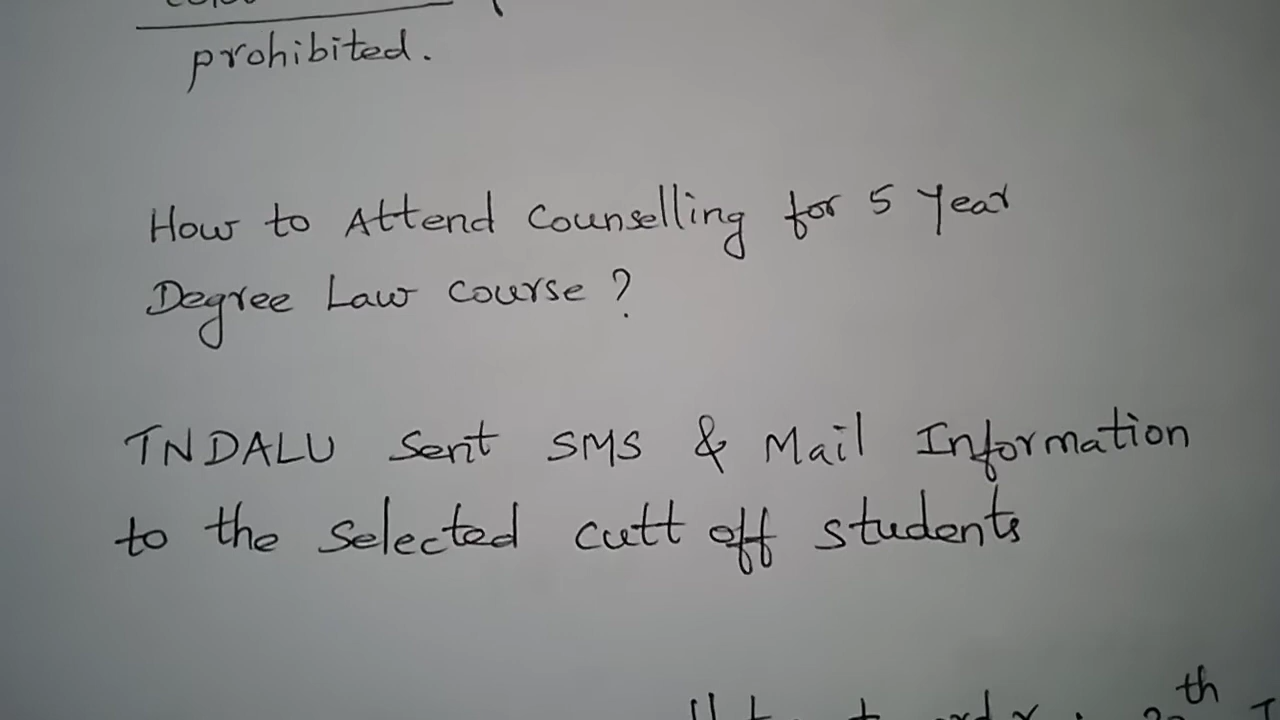 prohibited.
How to Attend Counselling for 5 Year
Degree Law Course ?
TNDALU Sent SMS & Mail Information
to the Selected cutt off students
th